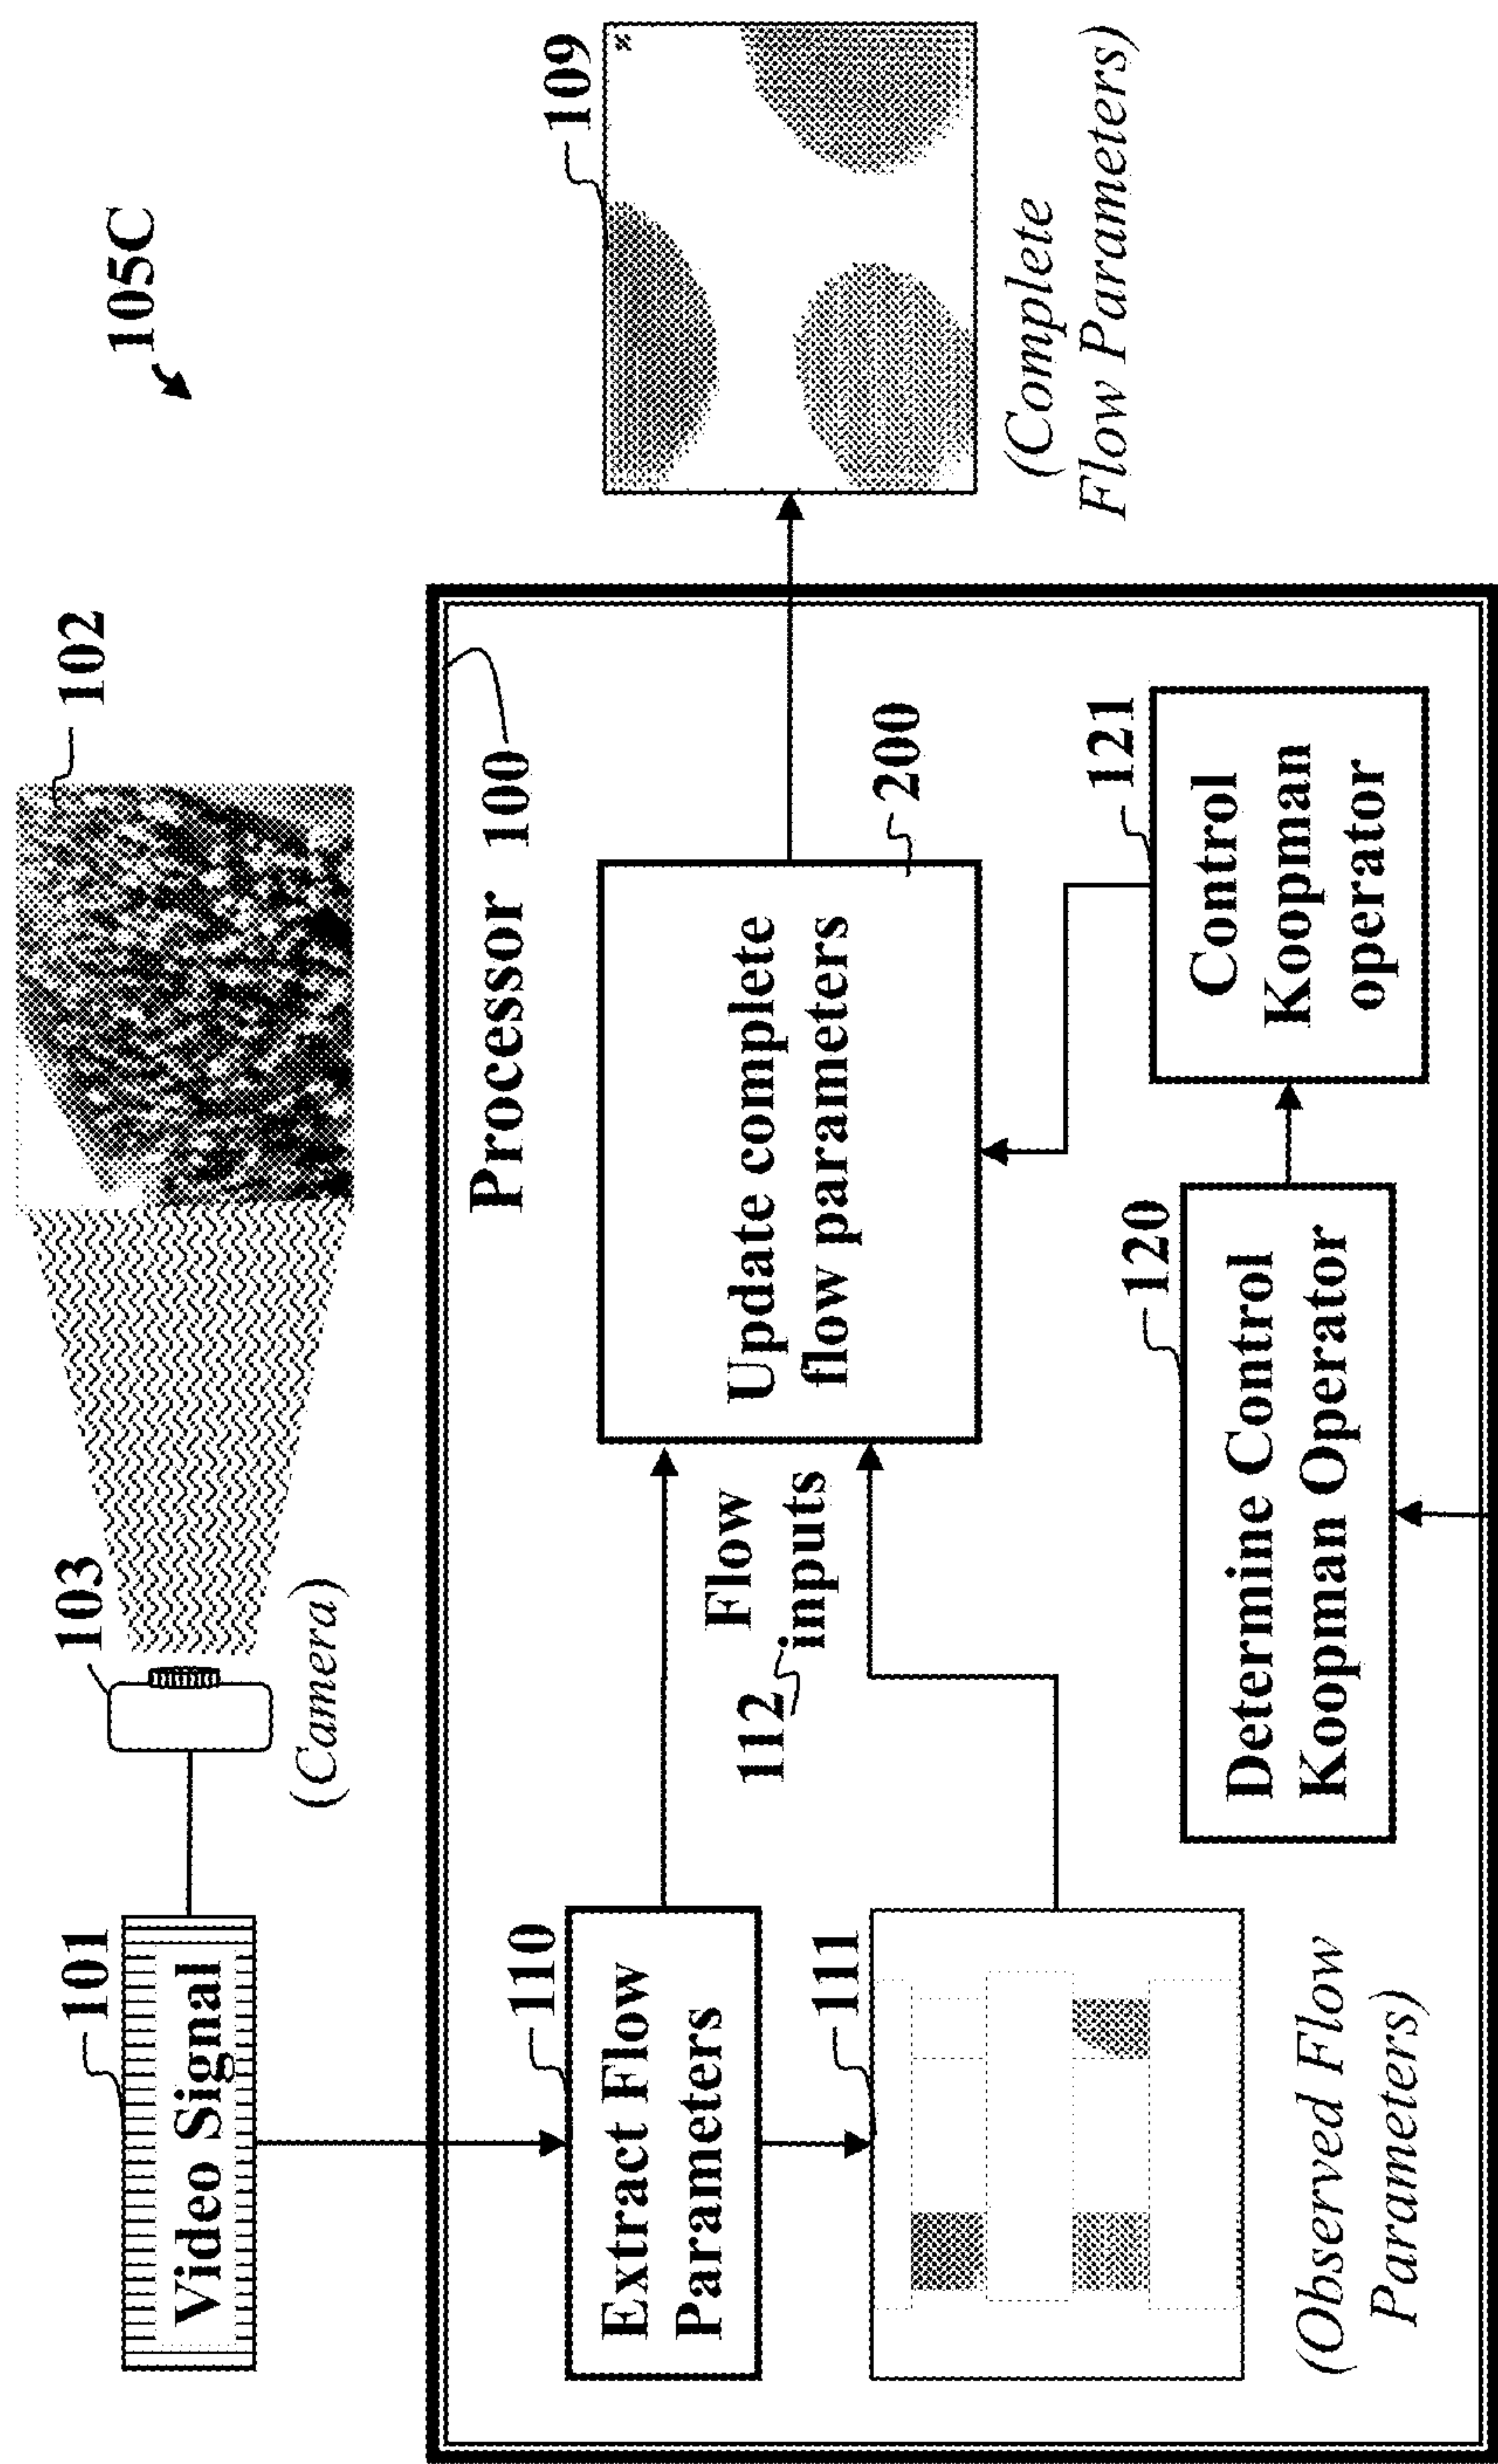 105C
101
Video Signal
103
(Camera)
102
Processor 100
110
Extract Flow
Parameters
111
(Observed Flow
Parameters)
112
Flow
inputs
Update complete
flow parameters
200
120
Determine Control
Koopman Operator
121
Control
Koopman
operator
109
(Complete
Flow Parameters)